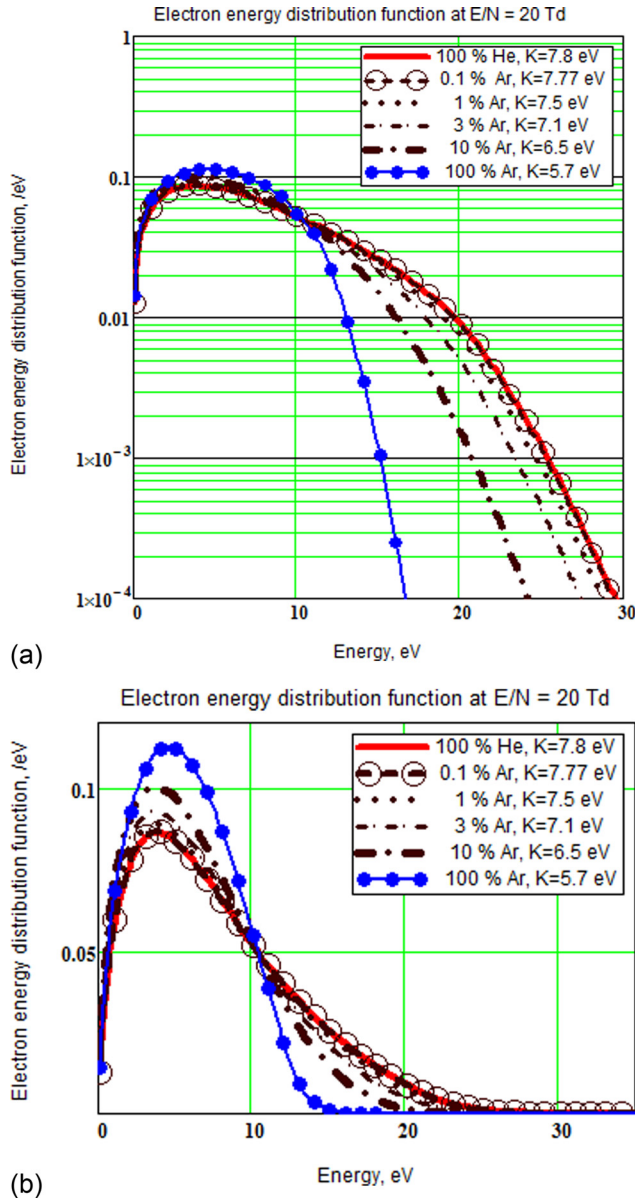 Electron energy distribution function at E/N = 20 Td
Electron energy distribution function, /eV
1
0.1
0.01
1×10⁻³
1×10⁻⁴
100 % He, K=7.8 eV
0.1 % Ar, K=7.77 eV
1 % Ar, K=7.5 eV
3 % Ar, K=7.1 eV
10 % Ar, K=6.5 eV
100 % Ar, K=5.7 eV
0 10 20 30
Energy, eV
(a)
Electron energy distribution function at E/N = 20 Td
Electron energy distribution function, /eV
0.1
0.05
100 % He, K=7.8 eV
0.1 % Ar, K=7.77 eV
1 % Ar, K=7.5 eV
3 % Ar, K=7.1 eV
10 % Ar, K=6.5 eV
100 % Ar, K=5.7 eV
0 10 20 30
Energy, eV
(b)